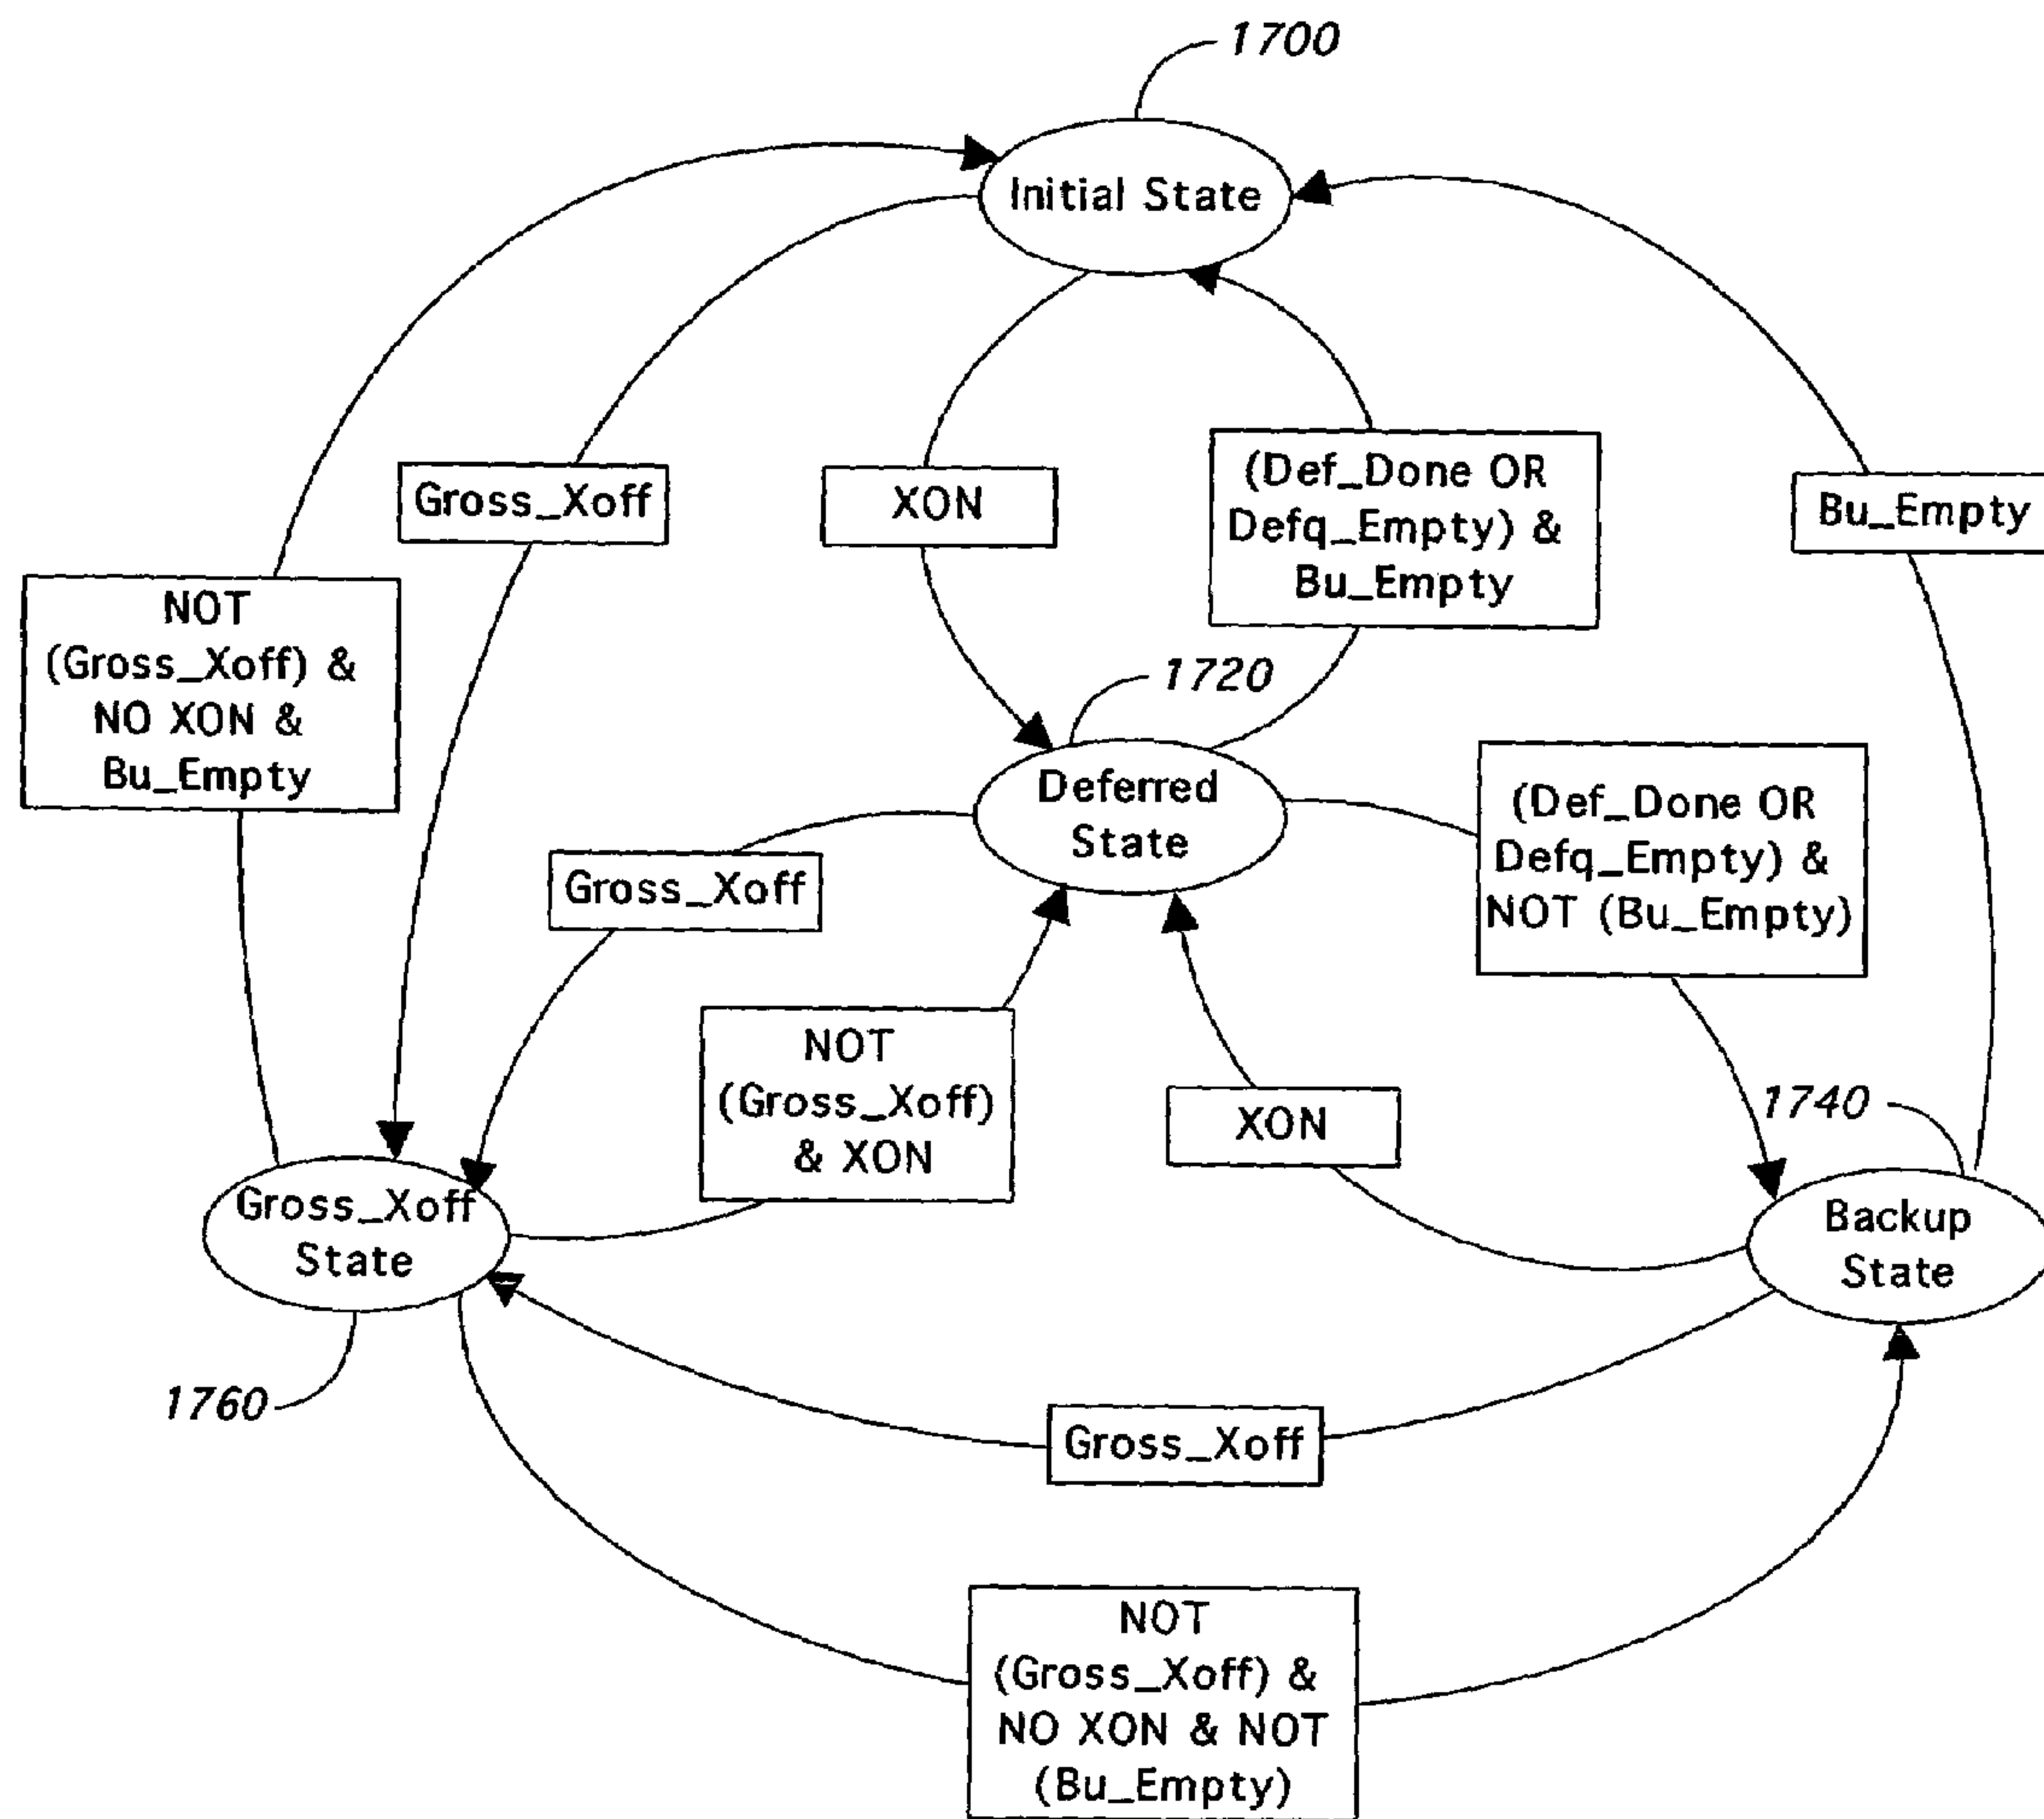 1700
Initial State
Gross_Xoff
XON
(Def_Done OR
Defq_Empty) &
Bu_Empty
Bu_Empty
NOT
(Gross_Xoff) &
NO XON &
Bu_Empty
1720
Deferred
State
(Def_Done OR
Defq_Empty) &
NOT (Bu_Empty)
Gross_Xoff
NOT
(Gross_Xoff)
& XON
XON
1740
Gross_Xoff
State
Backup
State
1760
Gross_Xoff
NOT
(Gross_Xoff) &
NO XON & NOT
(Bu_Empty)